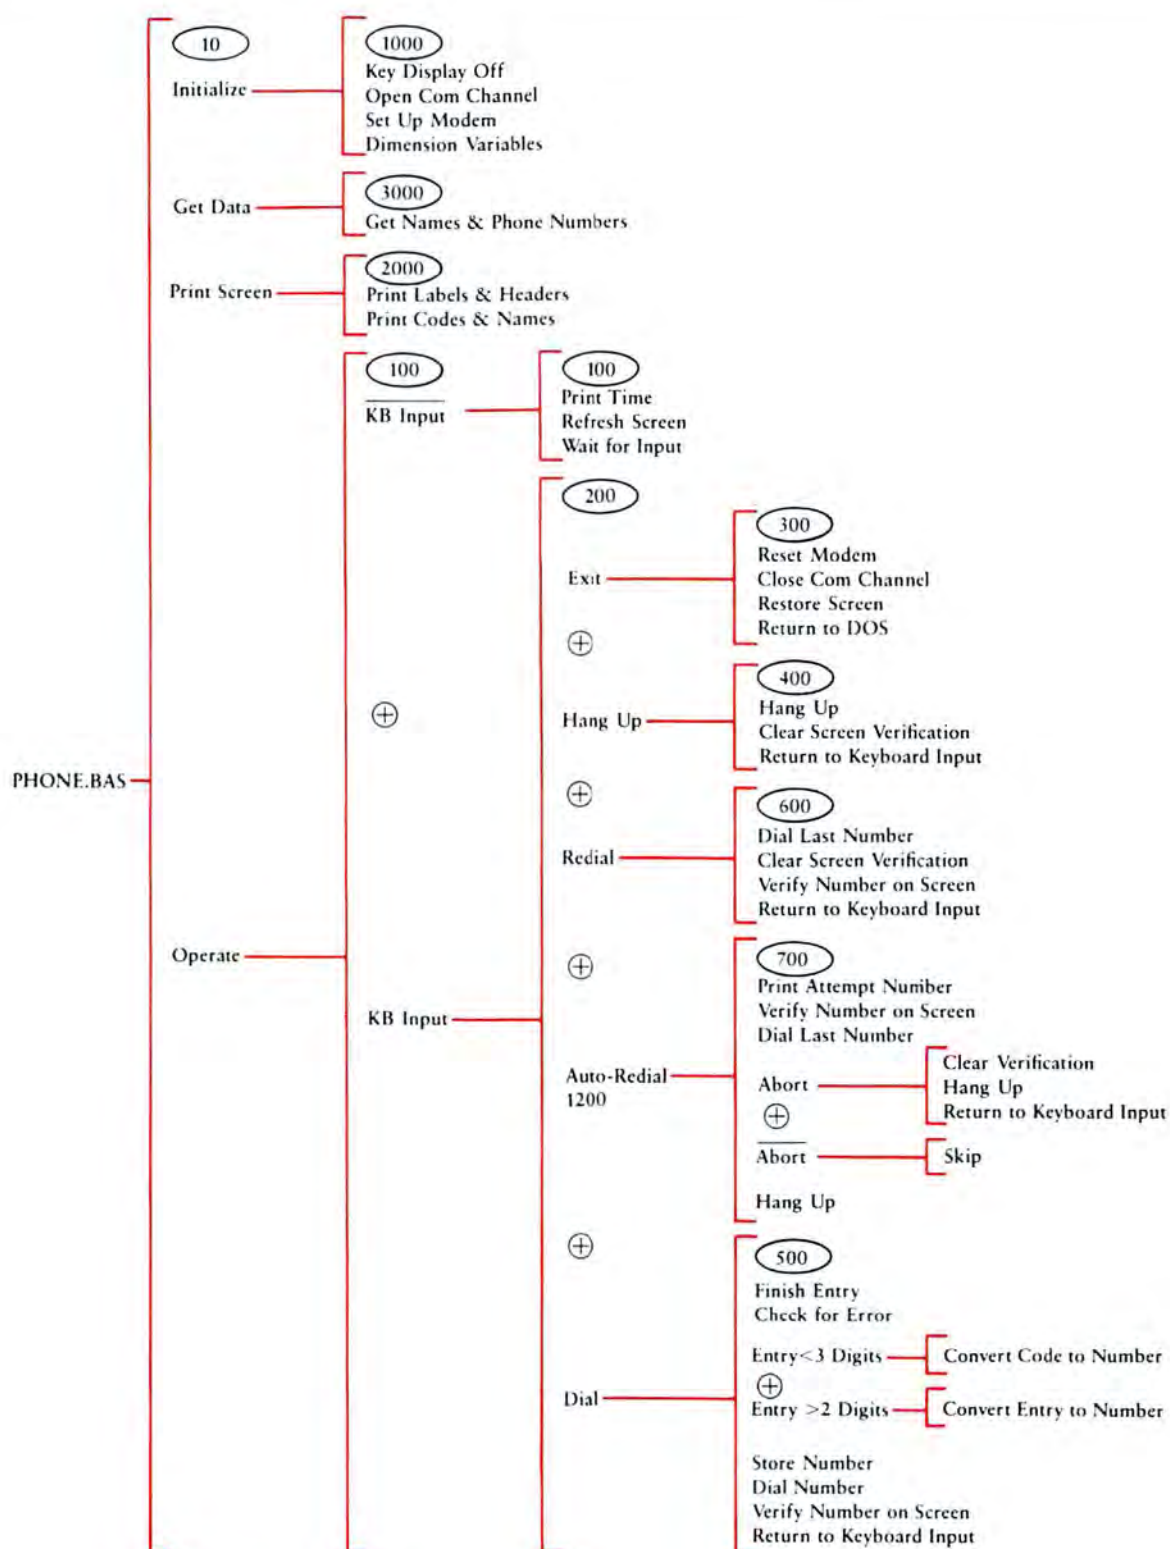 10
Initialize
1000
Key Display Off
Open Com Channel
Set Up Modem
Dimension Variables
Get Data
3000
Get Names & Phone Numbers
Print Screen
2000
Print Labels & Headers
Print Codes & Names
100
KB Input
100
Print Time
Refresh Screen
Wait for Input
200
Exit
300
Reset Modem
Close Com Channel
Restore Screen
Return to DOS
⊕
Hang Up
400
Hang Up
Clear Screen Verification
Return to Keyboard Input
⊕
PHONE.BAS
⊕
Redial
600
Dial Last Number
Clear Screen Verification
Verify Number on Screen
Return to Keyboard Input
⊕
Operate
KB Input
Auto-Redial
1200
700
Print Attempt Number
Verify Number on Screen
Dial Last Number
Abort
Clear Verification
Hang Up
Return to Keyboard Input
⊕
Abort
Skip
Hang Up
⊕
Dial
500
Finish Entry
Check for Error
Entry<3 Digits
Convert Code to Number
⊕
Entry >2 Digits
Convert Entry to Number
Store Number
Dial Number
Verify Number on Screen
Return to Keyboard Input